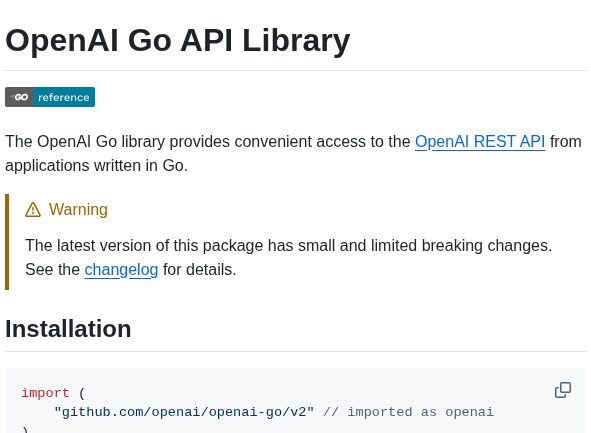 OpenAI Go API Library
GO reference
The OpenAI Go library provides convenient access to the OpenAI REST API from
applications written in Go.
Warning
The latest version of this package has small and limited breaking changes.
See the changelog for details.
Installation
import (
    "github.com/openai/openai-go/v2" // imported as openai
)